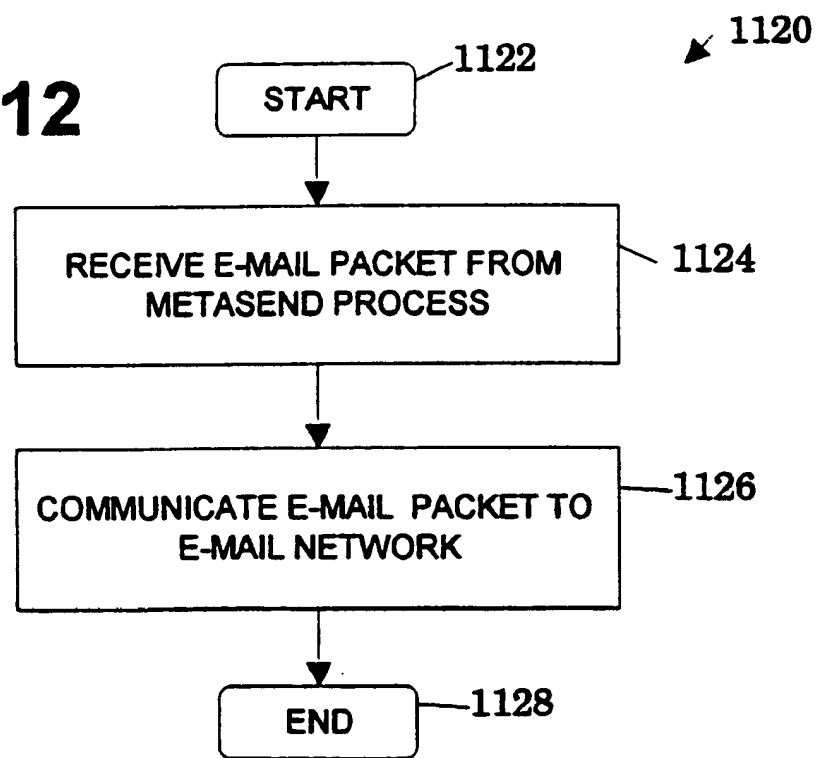 1120
12
START
1122
RECEIVE E-MAIL PACKET FROM
METASEND PROCESS
1124
COMMUNICATE E-MAIL PACKET TO
E-MAIL NETWORK
1126
END
1128